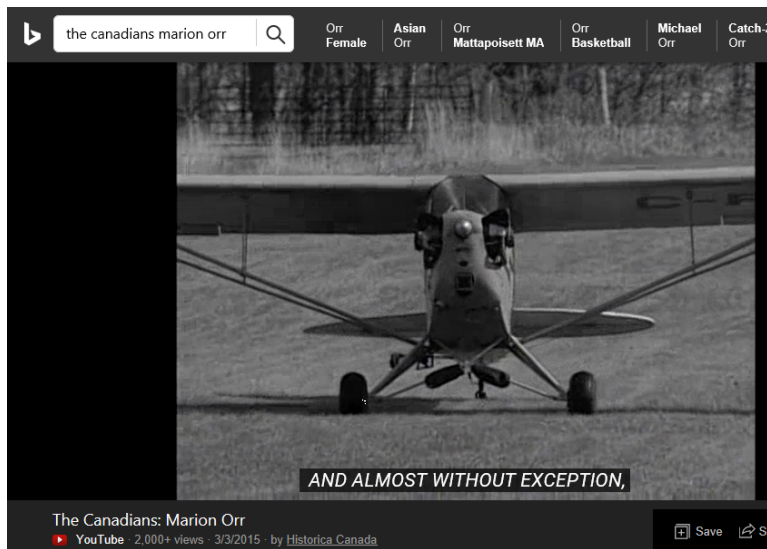 the canadians marion orr
Orr Female
Asian Orr
Orr Mattapoisett MA
Orr Basketball
Michael Orr
Orr
AND ALMOST WITHOUT EXCEPTION,
The Canadians: Marion Orr
YouTube · 2,000+ views · 3/3/2015 · by Historica Canada
Save